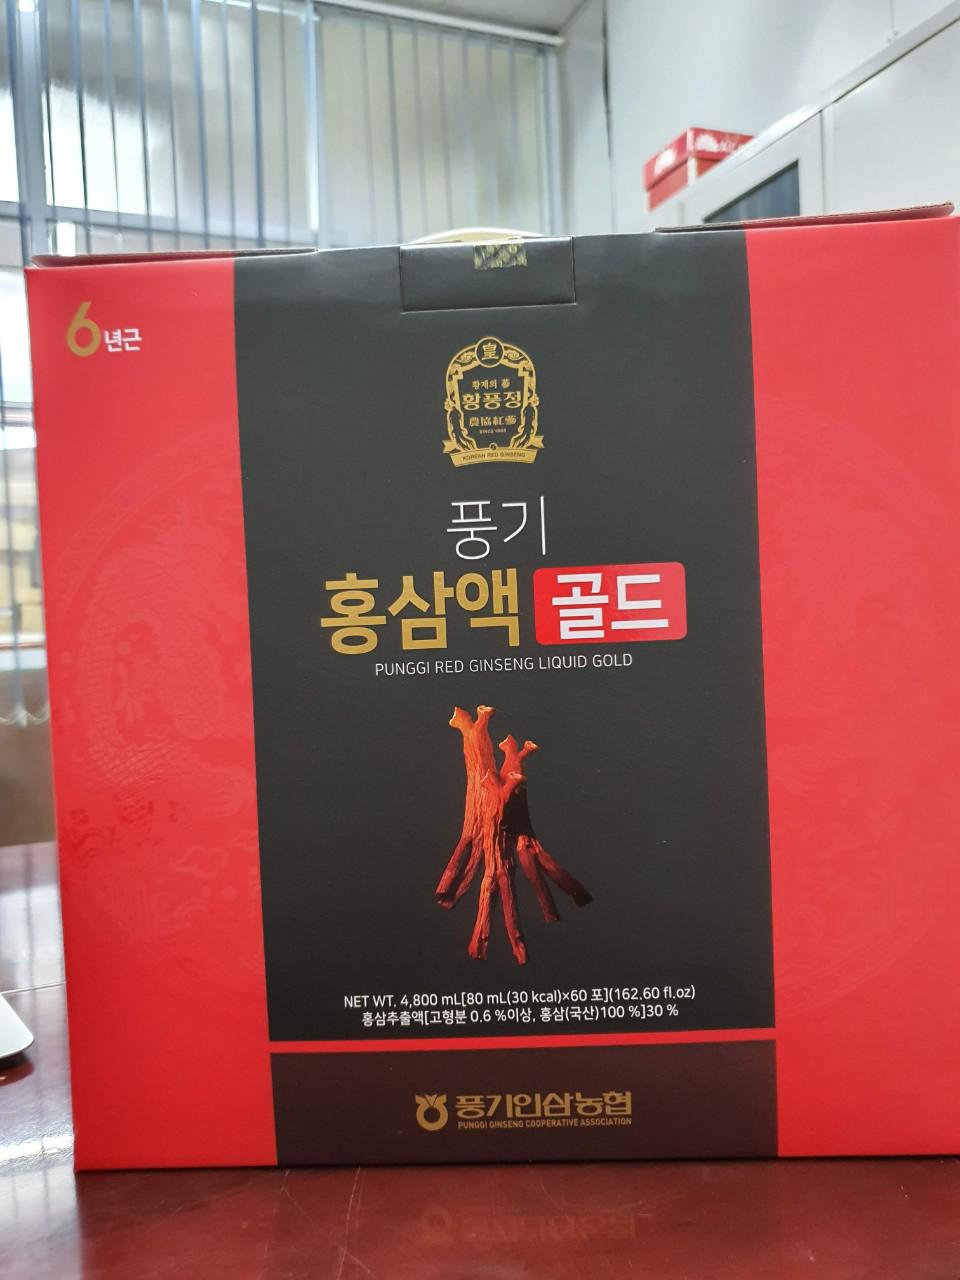 6년근
皇
황제의 蔘
황풍정
農協紅蔘
SINCE 1908
KOREAN RED GINSENG
풍기
홍삼액 골드
PUNGGI RED GINSENG LIQUID GOLD
NET WT. 4,800 mL[80 mL(30 kcal)×60 포](162.60 fl.oz)
홍삼추출액[고형분 0.6 %이상, 홍삼(국산)100 %]30 %
풍기인삼농협
PUNGGI GINSENG COOPERATIVE ASSOCIATION